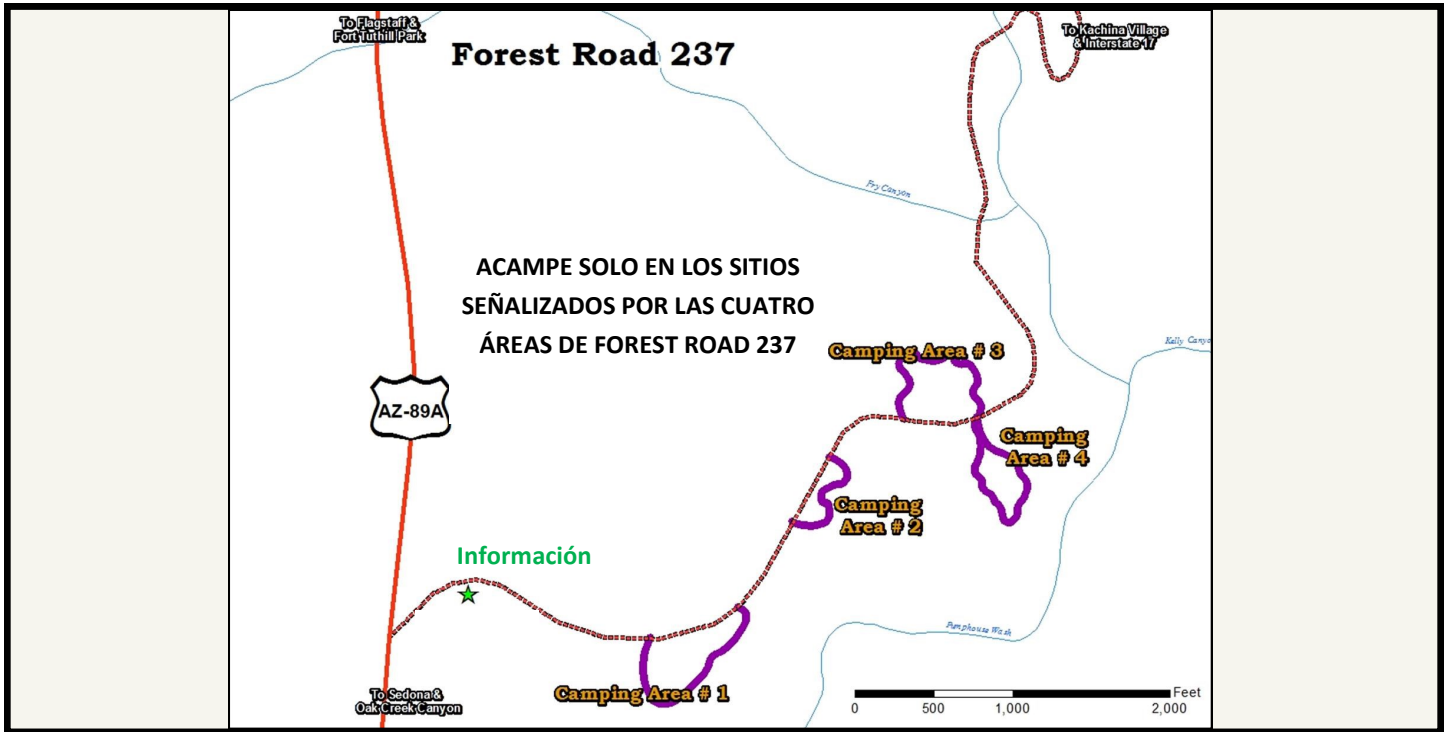 To Flagstaff &
Fort Tuthill Park
Forest Road 237
To Kachina Village
& Interstate 17
Fry Canyon
ACAMPE SOLO EN LOS SITIOS
SEÑALIZADOS POR LAS CUATRO
ÁREAS DE FOREST ROAD 237
Kelly Canyo
Camping Area # 3
AZ-89A
Camping
Area # 4
Camping
Area # 2
Información
Pumphouse Wash
To Sedona &
Oak Creek Canyon
Camping Area # 1
Feet
0 500 1,000 2,000